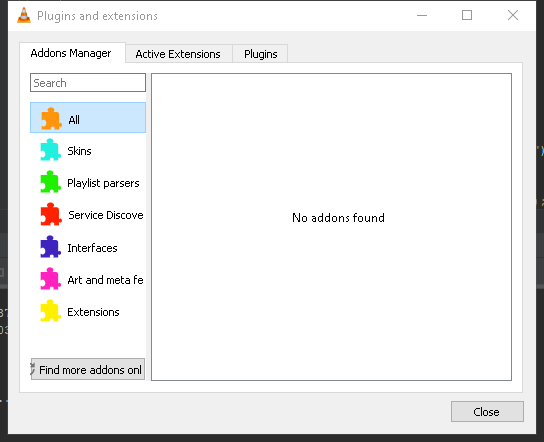 Plugins and extensions
Addons Manager
Active Extensions
Plugins
Search
All
Skins
Playlist parsers
Service Discove
Interfaces
Art and meta fe
Extensions
No addons found
Find more addons onl
Close